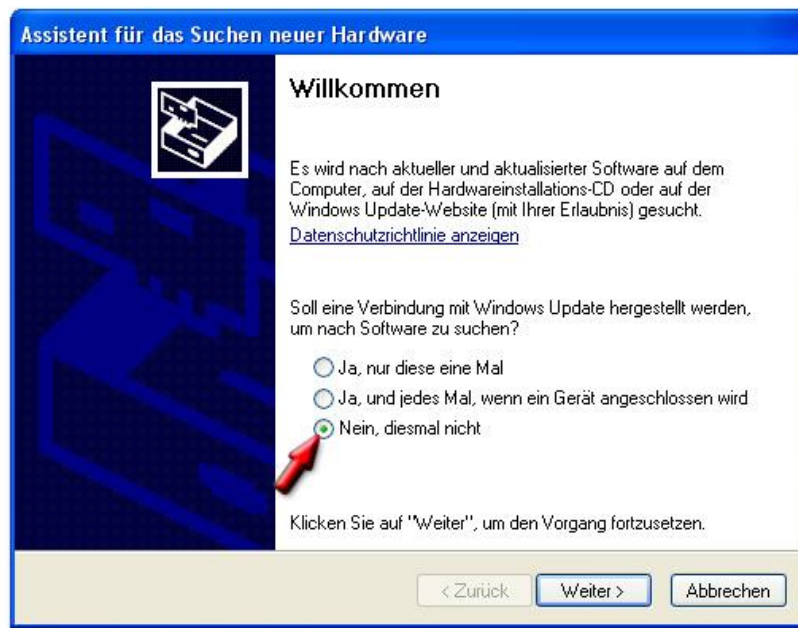 Assistent für das Suchen neuer Hardware
Willkommen
Es wird nach aktueller und aktualisierter Software auf dem
Computer, auf der Hardwareinstallations-CD oder auf der
Windows Update-Website (mit Ihrer Erlaubnis) gesucht.
Datenschutzrichtlinie anzeigen
Soll eine Verbindung mit Windows Update hergestellt werden,
um nach Software zu suchen?
Ja, nur diese eine Mal
Ja, und jedes Mal, wenn ein Gerät angeschlossen wird
Nein, diesmal nicht
Klicken Sie auf "Weiter", um den Vorgang fortzusetzen.
< Zurück Weiter > Abbrechen